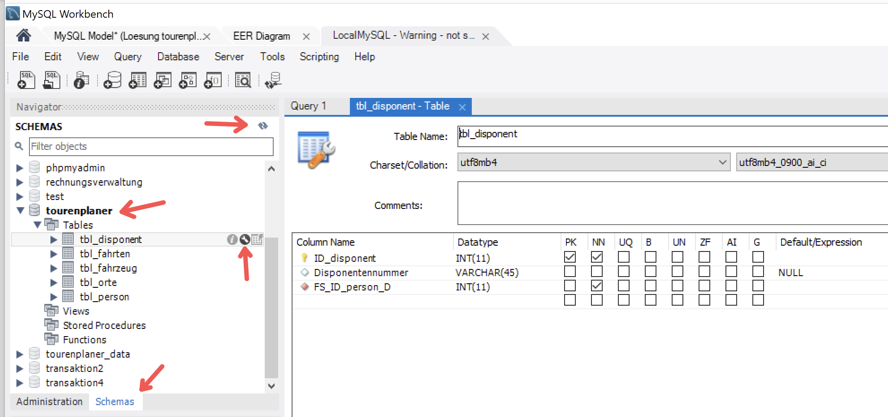 MySQL Workbench
MySQL Model* (Loesung tourenpl... × EER Diagram × LocalMySQL - Warning - not s... ×
File Edit View Query Database Server Tools Scripting Help
Navigator
SCHEMAS
Filter objects
phpmyadmin
rechnungsverwaltung
test
tourenplaner
Tables
tbl_disponent
tbl_fahrten
tbl_fahrzeug
tbl_orte
tbl_person
Views
Stored Procedures
Functions
tourenplaner_data
transaktion2
transaktion4
Administration Schemas
Query 1 tbl_disponent - Table ×
Table Name: tbl_disponent
Charset/Collation: utf8mb4 utf8mb4_0900_ai_ci
Comments:
Column Name Datatype PK NN UQ B UN ZF AI G Default/Expression
ID_disponent INT(11)
Disponentennummer VARCHAR(45) NULL
FS_ID_person_D INT(11)